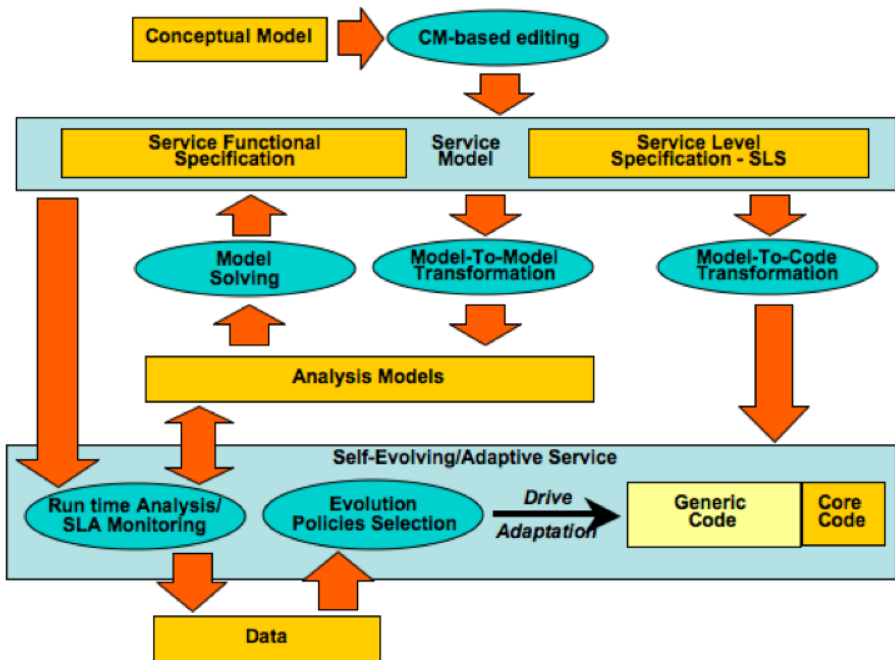 Conceptual Model
CM-based editing
Service Functional
Specification
Service
Model
Service Level
Specification - SLS
Model
Solving
Model-To-Model
Transformation
Model-To-Code
Transformation
Analysis Models
Self-Evolving/Adaptive Service
Run time Analysis/
SLA Monitoring
Evolution
Policies Selection
Drive
Adaptation
Generic
Code
Core
Code
Data